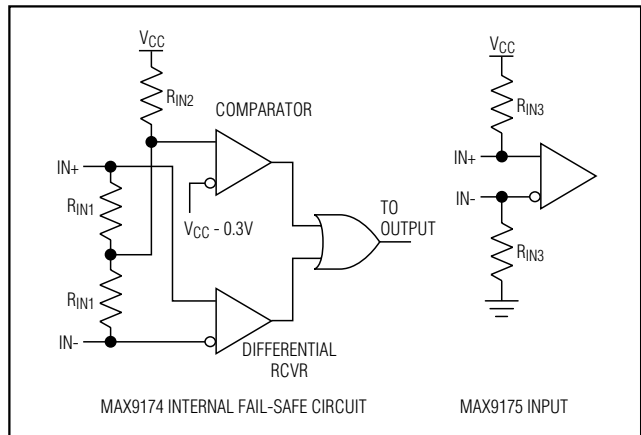 VCC
RIN2
COMPARATOR
IN+
RIN1
VCC - 0.3V
TO
OUTPUT
RIN1
IN-
DIFFERENTIAL
RCVR
MAX9174 INTERNAL FAIL-SAFE CIRCUIT
VCC
RIN3
IN+
IN-
RIN3
MAX9175 INPUT